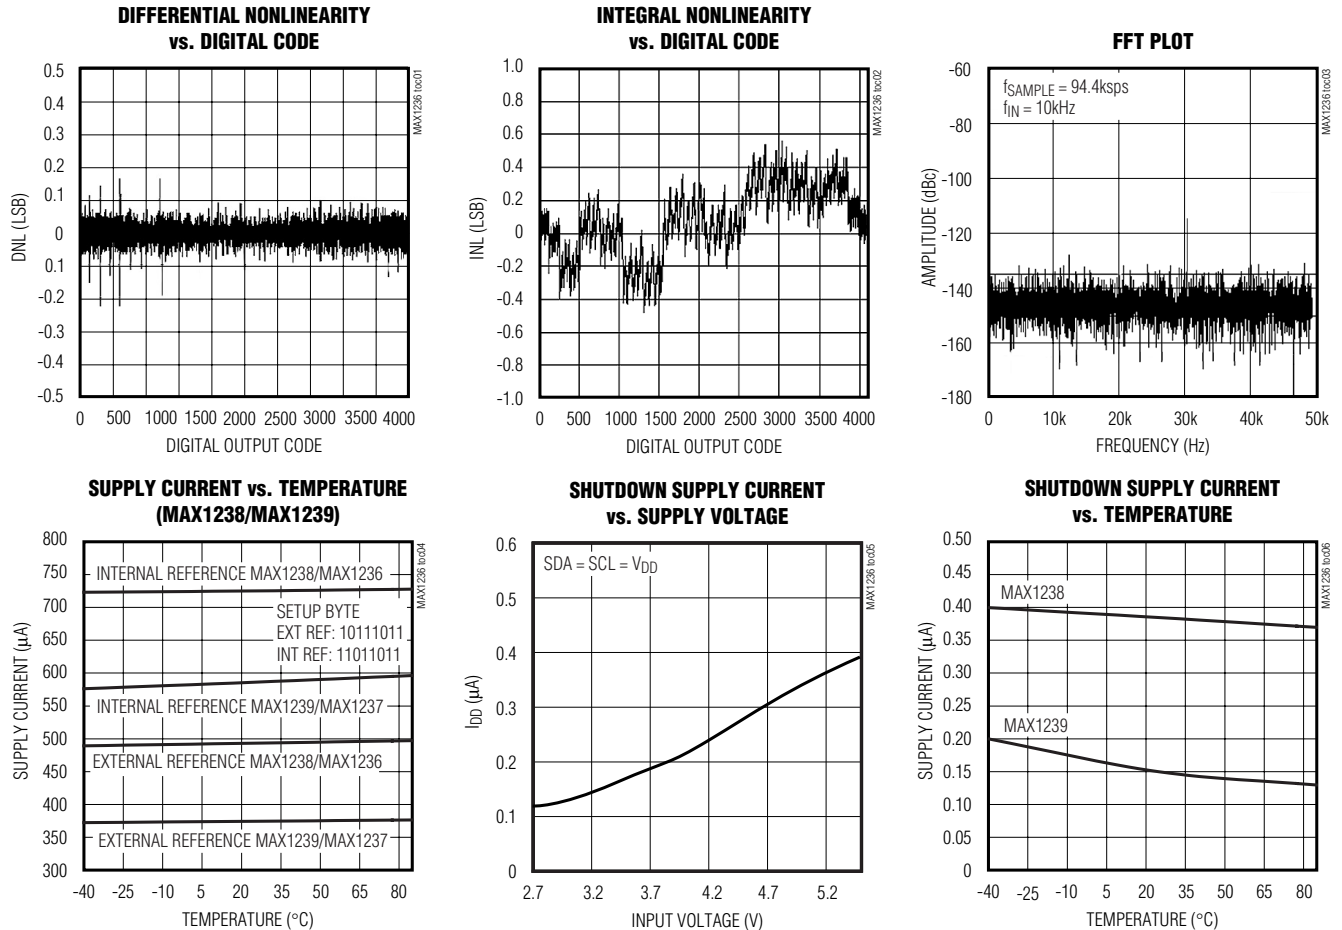 DIFFERENTIAL NONLINEARITY
vs. DIGITAL CODE
MAX1236 toc01
DNL (LSB)
0.5
0.4
0.3
0.2
0.1
0
0.1
-0.2
-0.3
-0.4
-0.5
0 500 1000 1500 2000 2500 3000 3500 4000
DIGITAL OUTPUT CODE
INTEGRAL NONLINEARITY
vs. DIGITAL CODE
MAX1236 toc02
INL (LSB)
1.0
0.8
0.6
0.4
0.2
0
-0.2
-0.4
-0.6
-0.8
-1.0
0 500 1000 1500 2000 2500 3000 3500 4000
DIGITAL OUTPUT CODE
FFT PLOT
MAX1236 toc03
fSAMPLE = 94.4ksps
fIN = 10kHz
AMPLITUDE (dBc)
-60
-80
-100
-120
-140
-160
-180
0 10k 20k 30k 40k 50k
FREQUENCY (Hz)
SUPPLY CURRENT vs. TEMPERATURE
(MAX1238/MAX1239)
MAX1236 toc04
SUPPLY CURRENT (μA)
800
750
700
650
600
550
500
450
400
350
300
INTERNAL REFERENCE MAX1238/MAX1236
SETUP BYTE
EXT REF: 10111011
INT REF: 11011011
INTERNAL REFERENCE MAX1239/MAX1237
EXTERNAL REFERENCE MAX1238/MAX1236
EXTERNAL REFERENCE MAX1239/MAX1237
-40 -25 -10 5 20 35 50 65 80
TEMPERATURE (°C)
SHUTDOWN SUPPLY CURRENT
vs. SUPPLY VOLTAGE
MAX1236 toc05
SDA = SCL = VDD
IDD (μA)
0.6
0.5
0.4
0.3
0.2
0.1
0
2.7 3.2 3.7 4.2 4.7 5.2
INPUT VOLTAGE (V)
SHUTDOWN SUPPLY CURRENT
vs. TEMPERATURE
MAX1236 toc06
SUPPLY CURRENT (μA)
0.50
0.45
0.40
0.35
0.30
0.25
0.20
0.15
0.10
0.05
0
MAX1238
MAX1239
-40 -25 -10 5 20 35 50 65 80
TEMPERATURE (°C)